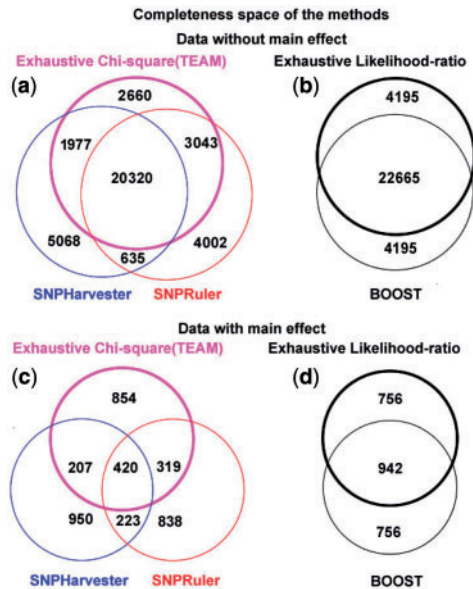 Completeness space of the methods
Data without main effect
Exhaustive Chi-square(TEAM)
Exhaustive Likelihood-ratio
(a)
2660
1977
3043
20320
5068
635
4002
SNPHarvester
SNPRuler
(b)
4195
22665
4195
BOOST
Data with main effect
Exhaustive Chi-square(TEAM)
Exhaustive Likelihood-ratio
(c)
854
207
420
319
950
223
838
SNPHarvester
SNPRuler
(d)
756
942
756
BOOST